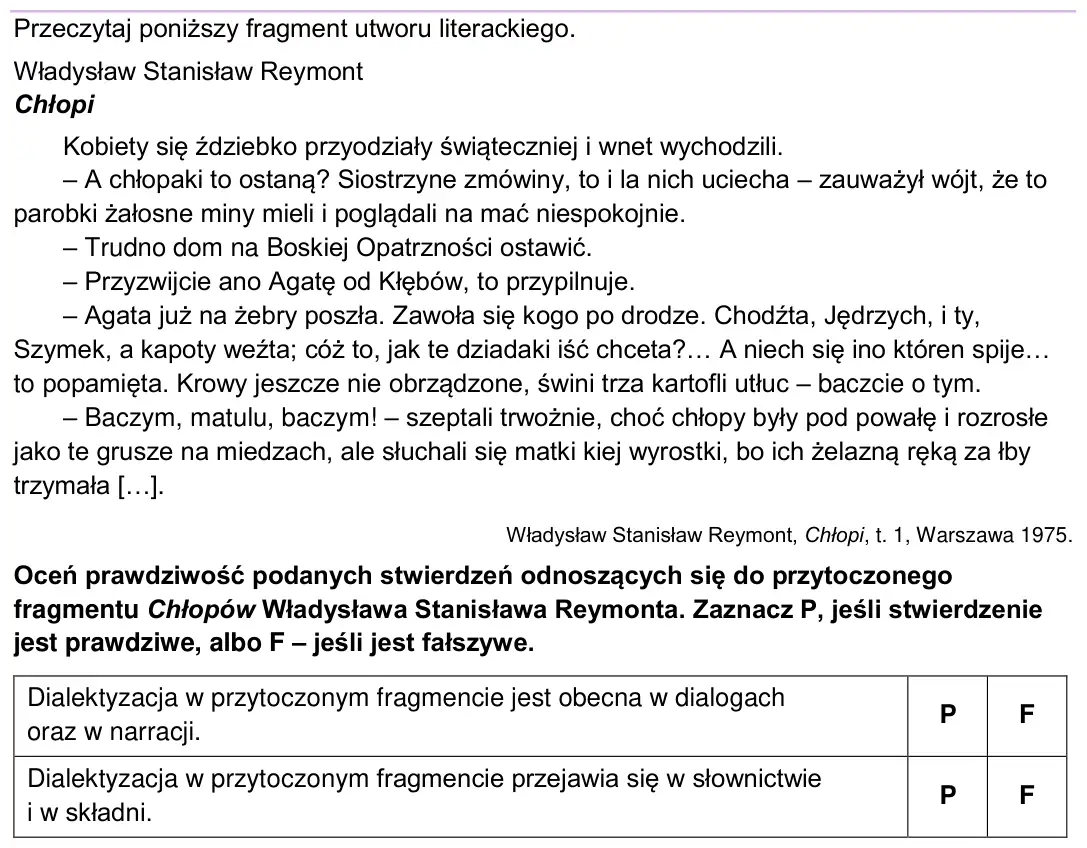 Przeczytaj poniższy fragment utworu literackiego.
Władysław Stanisław Reymont
Chłopi
Kobiety się ździebko przyodziały świąteczniej i wnet wychodzili.
– A chłopaki to ostaną? Siostrzyne zmówiny, to i la nich uciecha – zauważył wójt, że to
parobki żałosne miny mieli i poglądali na mać niespokojnie.
– Trudno dom na Boskiej Opatrzności ostawić.
– Przyzwijcie ano Agatę od Kłębów, to przypilnuje.
– Agata już na żebry poszła. Zawoła się kogo po drodze. Chodźta, Jędrzych, i ty,
Szymek, a kapoty weźta; cóż to, jak te dziadaki iść chceta?… A niech się ino któren spije…
to popamięta. Krowy jeszcze nie obrządzone, świni trza kartofli utłuc – baczcie o tym.
– Baczym, matulu, baczym! – szeptali trwożnie, choć chłopy były pod powałę i rozrosłe
jako te grusze na miedzach, ale słuchali się matki kiej wyrostki, bo ich żelazną ręką za łby
trzymała […].
Władysław Stanisław Reymont, Chłopi, t. 1, Warszawa 1975.
Oceń prawdziwość podanych stwierdzeń odnoszących się do przytoczonego
fragmentu Chłopów Władysława Stanisława Reymonta. Zaznacz P, jeśli stwierdzenie
jest prawdziwe, albo F – jeśli jest fałszywe.
Dialektyzacja w przytoczonym fragmencie jest obecna w dialogach
oraz w narracji.
P F
Dialektyzacja w przytoczonym fragmencie przejawia się w słownictwie
i w składni.
P F